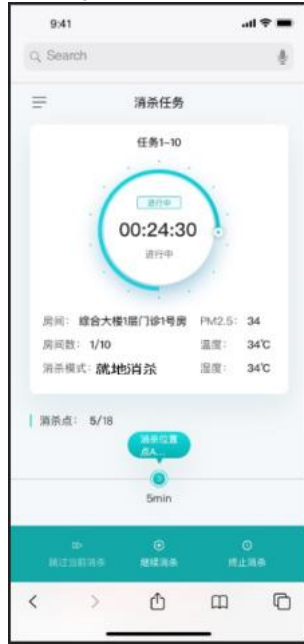 9:41
Search
消杀任务
任务1-10
进行中
00:24:30
进行中
房间: 综合大楼1层门诊1号房 PM2.5: 34
房间数: 1/10 温度: 34℃
消杀模式: 就地消杀 湿度: 34℃
消杀点: 5/18
消杀位置
点A...
5min
跳过当前消杀 继续消杀 终止消杀